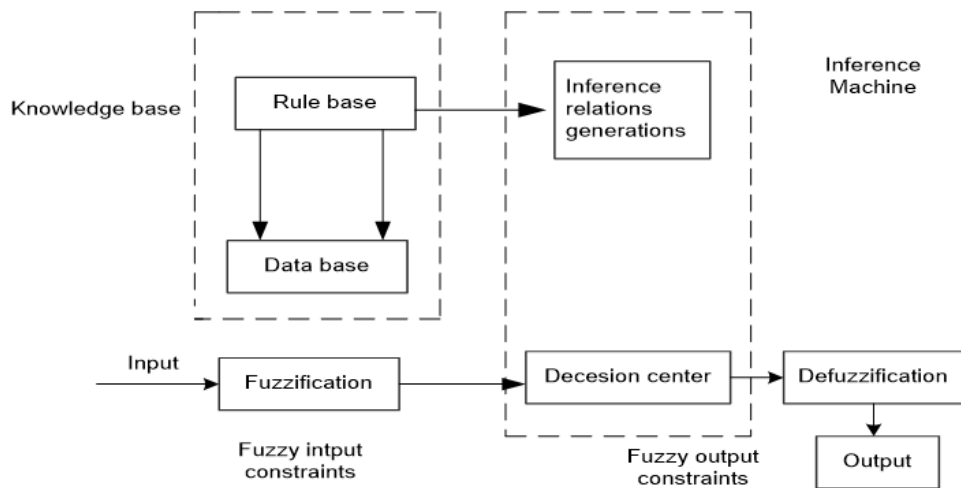 Knowledge base
Rule base
Inference
relations
generations
Inference
Machine
Data base
Input
Fuzzification
Decesion center
Defuzzification
Fuzzy intput
constraints
Fuzzy output
constraints
Output